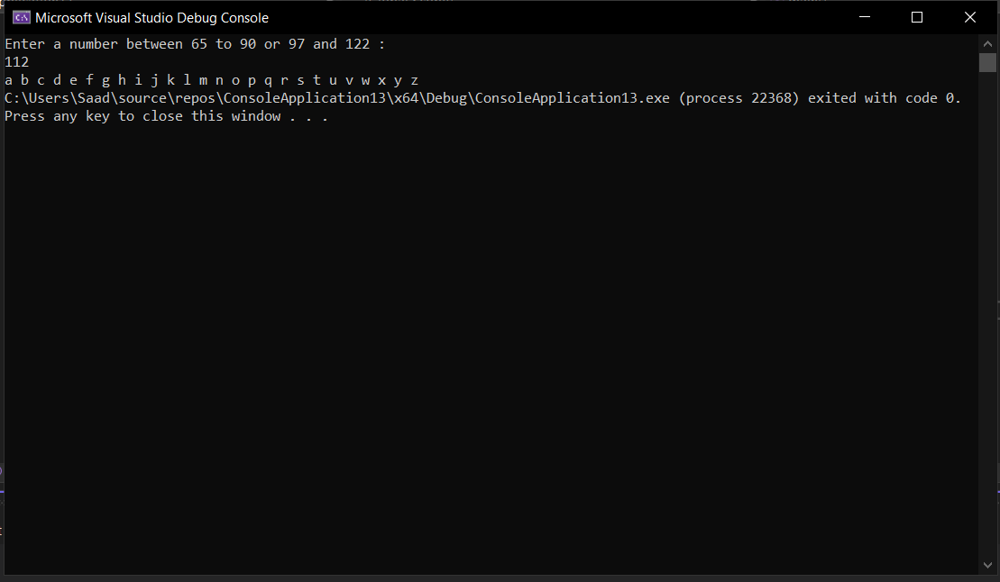 Microsoft Visual Studio Debug Console
Enter a number between 65 to 90 or 97 and 122 :
112
a b c d e f g h i j k l m n o p q r s t u v w x y z
C:\Users\Saad\source\repos\ConsoleApplication13\x64\Debug\ConsoleApplication13.exe (process 22368) exited with code 0.
Press any key to close this window . . .